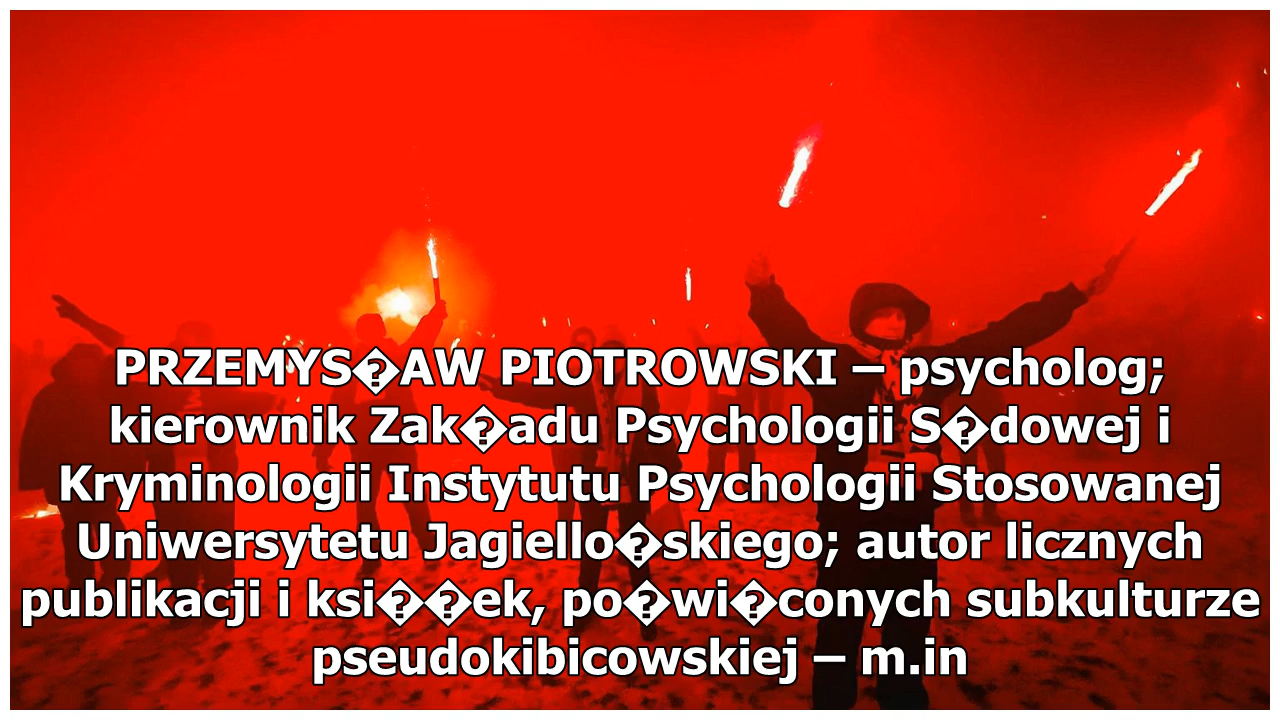 PRZEMYS�AW PIOTROWSKI – psycholog;
kierownik Zak�adu Psychologii S�dowej i
Kryminologii Instytutu Psychologii Stosowanej
Uniwersytetu Jagiello�skiego; autor licznych
publikacji i ksi��ek, po�wi�conych subkulturze
pseudokibicowskiej – m.in